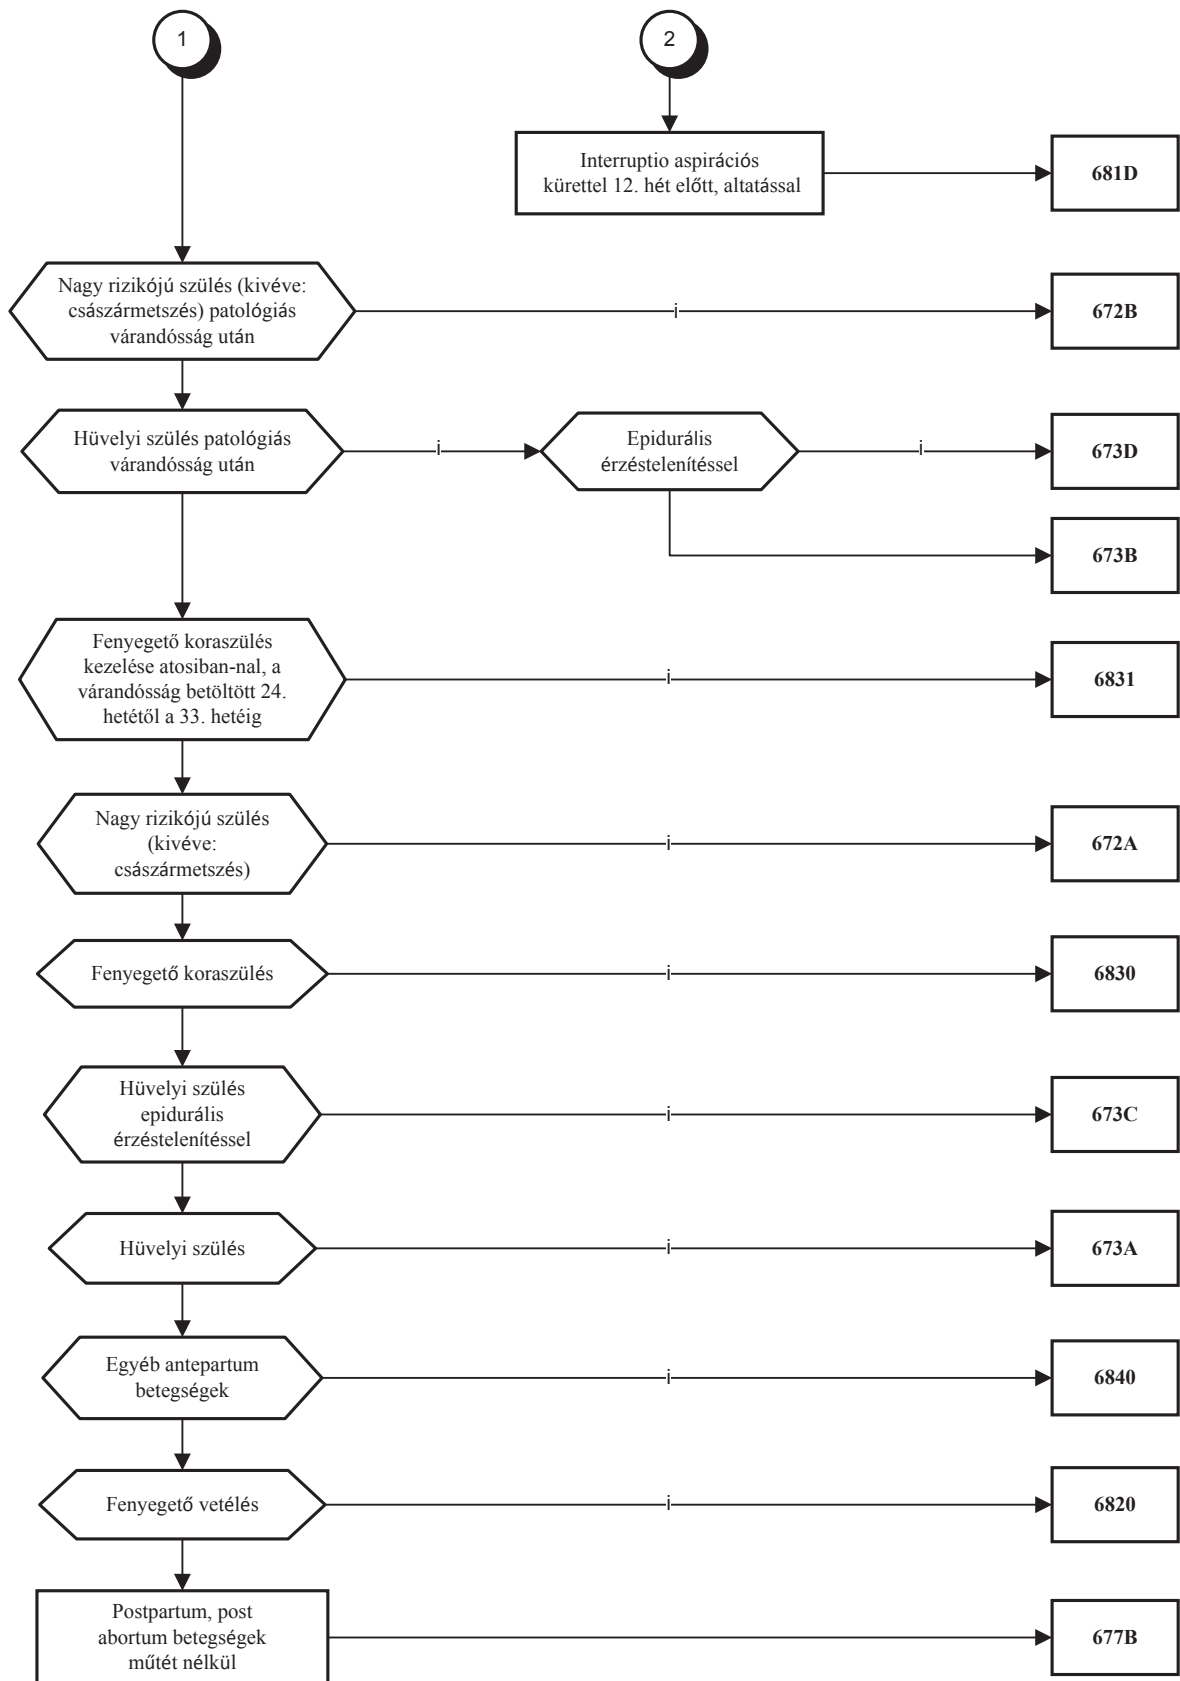 1
2
Interruptio aspirációs
kürettel 12. hét előtt, altatással
681D
Nagy rizikójú szülés (kivéve:
császármetszés) patológiás
várandósság után
i
672B
Hüvelyi szülés patológiás
várandósság után
i
Epidurális
érzéstelenítéssel
i
673D
673B
Fenyegető koraszülés
kezelése atosiban-nal, a
várandósság betöltött 24.
hetétől a 33. hetéig
i
6831
Nagy rizikójú szülés
(kivéve:
császármetszés)
i
672A
Fenyegető koraszülés
i
6830
Hüvelyi szülés
epidurális
érzéstelenítéssel
i
673C
Hüvelyi szülés
i
673A
Egyéb antepartum
betegségek
i
6840
Fenyegető vetélés
i
6820
Postpartum, post
abortum betegségek
műtét nélkül
677B